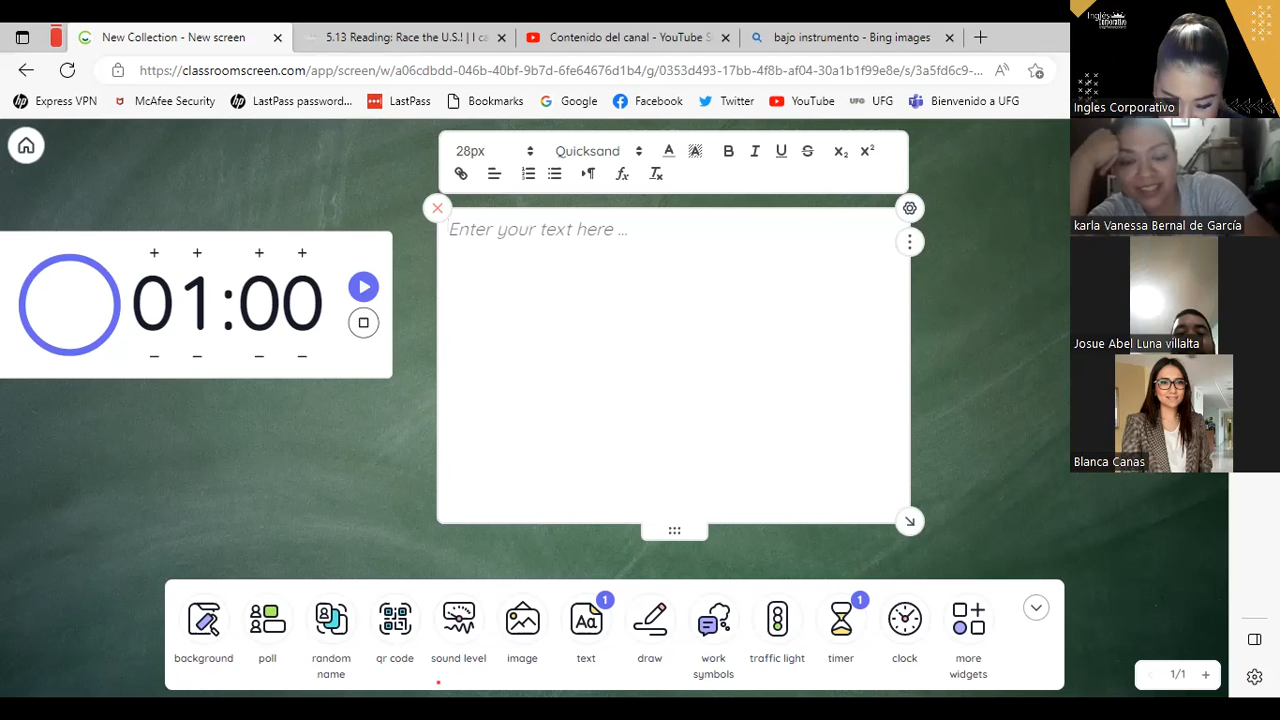 New Collection - New screen
5.13 Reading: Race the U.S.! | I ca
Contenido del canal - YouTube S
bajo instrumento - Bing images
https://classroomscreen.com/app/screen/w/a06cdbdd-046b-40bf-9b7d-6fe64676d1b4/g/0353d493-17bb-4f8b-af04-30a1b1f99e8e/s/3a5fd6c9-...
Express VPN
McAfee Security
LastPass password...
LastPass
Bookmarks
Google
Facebook
Twitter
YouTube
UFG
UFG
Bienvenido a UFG
28px
Quicksand
Enter your text here ...
01:00
background
poll
random name
qr code
sound level
image
1
text
draw
work symbols
traffic light
1
timer
clock
more widgets
1/1
Inglés
Corporativo
Ingles Corporativo
karla Vanessa Bernal de García
Josue Abel Luna villalta
Blanca Canas